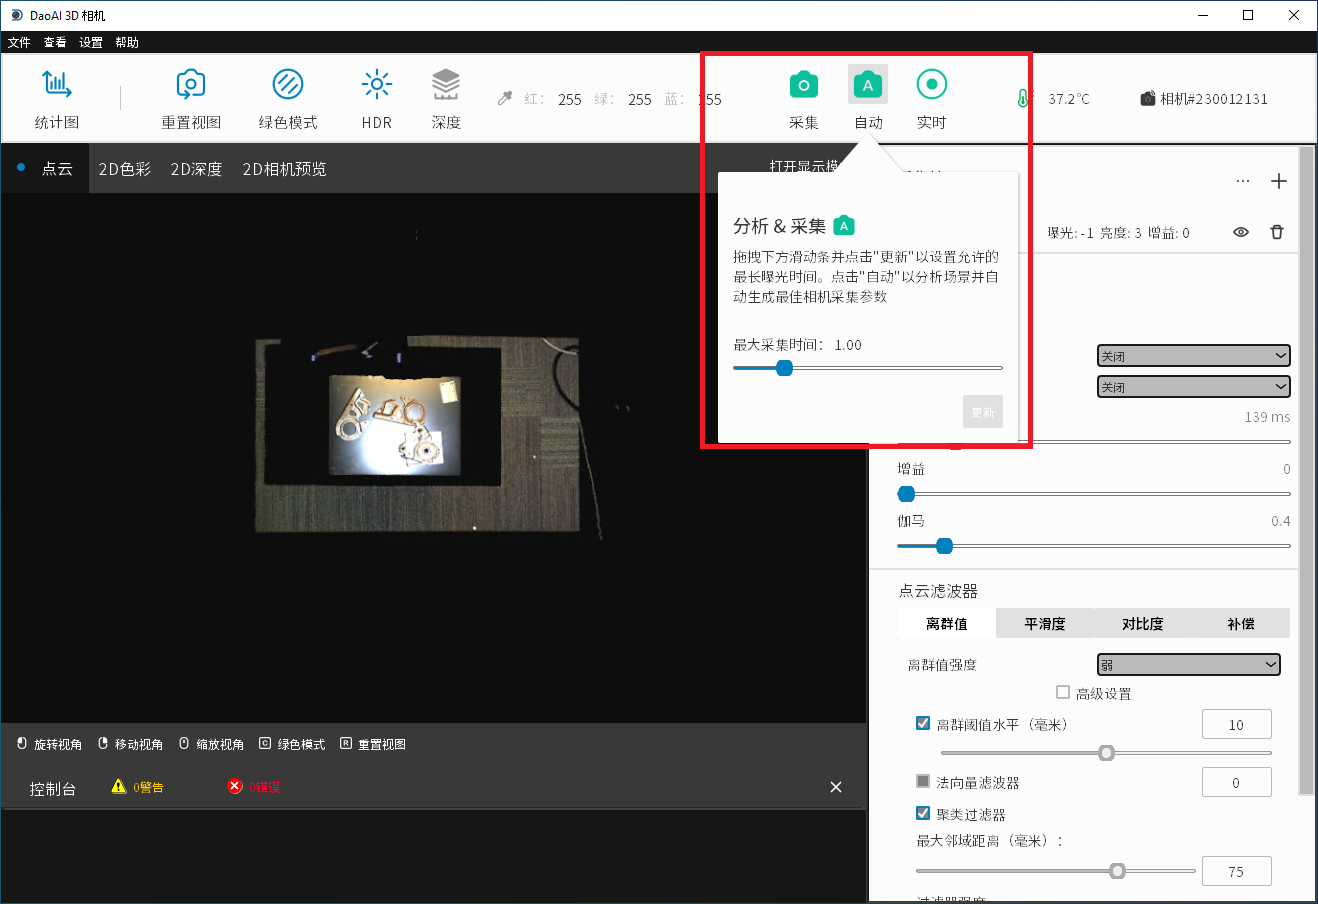 DaoAI 3D 相机
文件 查看 设置 帮助
统计图 重置视图 绿色模式 HDR 深度
红: 255 绿: 255 蓝: 255
采集 自动 实时
37.2℃ 相机#230012131
点云 2D色彩 2D深度 2D相机预览
打开显示模
分析 & 采集 A
拖拽下方滑动条并点击"更新"以设置允许的
最长曝光时间。点击"自动"以分析场景并自
动生成最佳相机采集参数
最大采集时间: 1.00
更新
曝光: -1 亮度: 3 增益: 0
关闭
关闭
139 ms
增益 0
伽马 0.4
点云滤波器
离群值 平滑度 对比度 补偿
离群值强度 弱
高级设置
离群阈值水平（毫米） 10
法向量滤波器 0
聚类过滤器
最大邻域距离（毫米）:
75
过滤器强度
旋转视角 移动视角 缩放视角 C 绿色模式 R 重置视图
控制台 0警告 0错误